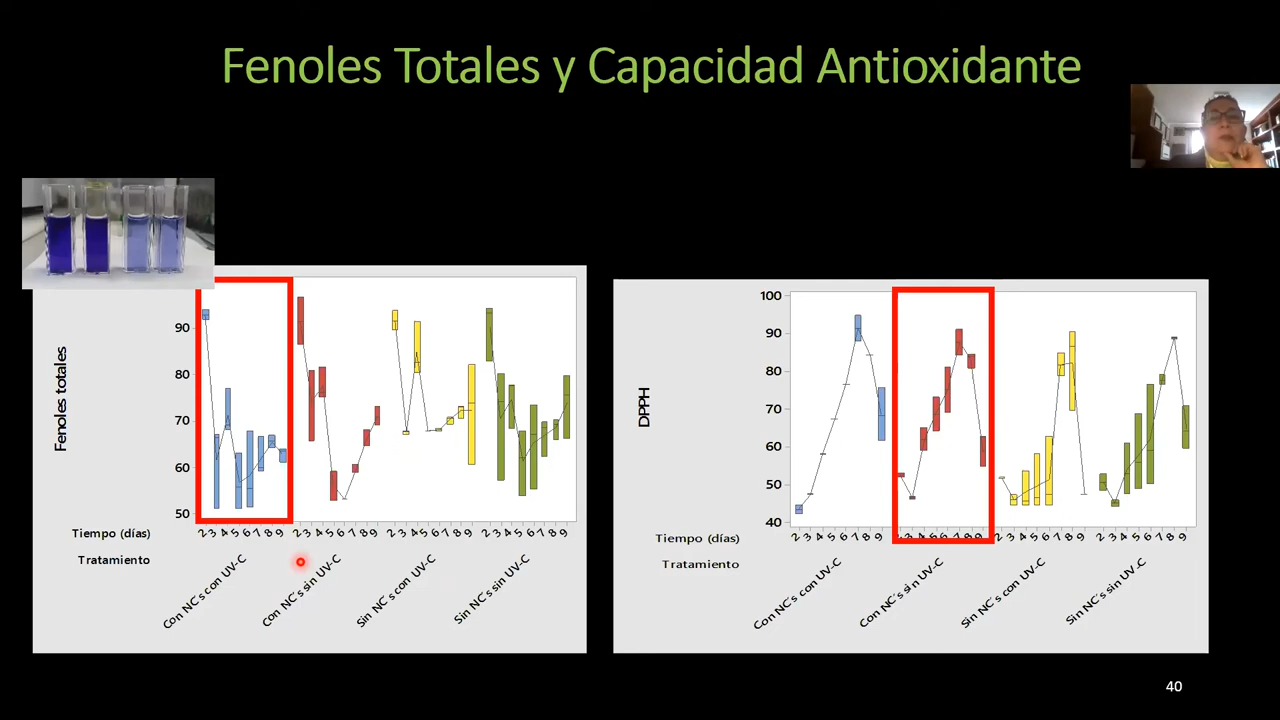 Fenoles Totales y Capacidad Antioxidante
Fenoles totales
90
80
70
60
50
Tiempo (días)
2 3 4 5 6 7 8 9 2 3 4 5 6 7 8 9 2 3 4 5 6 7 8 9 2 3 4 5 6 7 8 9
Tratamiento
Con NC's con UV-C
Con NC's sin UV-C
Sin NC's con UV-C
Sin NC's sin UV-C
DPPH
100
90
80
70
60
50
40
Tiempo (días)
2 3 4 5 6 7 8 9 2 3 4 5 6 7 8 9 2 3 4 5 6 7 8 9 2 3 4 5 6 7 8 9
Tratamiento
Con NC's con UV-C
Con NC's sin UV-C
Sin NC's con UV-C
Sin NC's sin UV-C
40